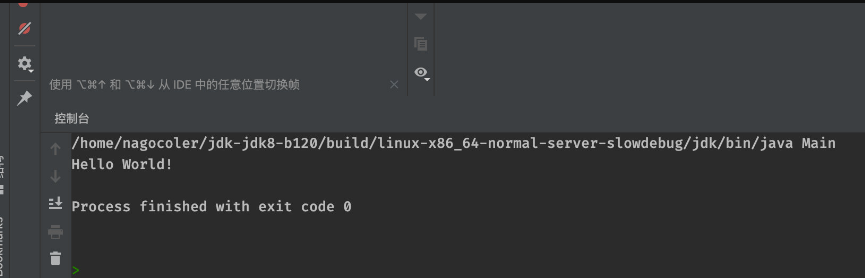 使用 ⌥⌘↑ 和 ⌥⌘↓ 从 IDE 中的任意位置切换帧
控制台
/home/nagocoler/jdk-jdk8-b120/build/linux-x86_64-normal-server-slowdebug/jdk/bin/java Main
Hello World!
Process finished with exit code 0
>